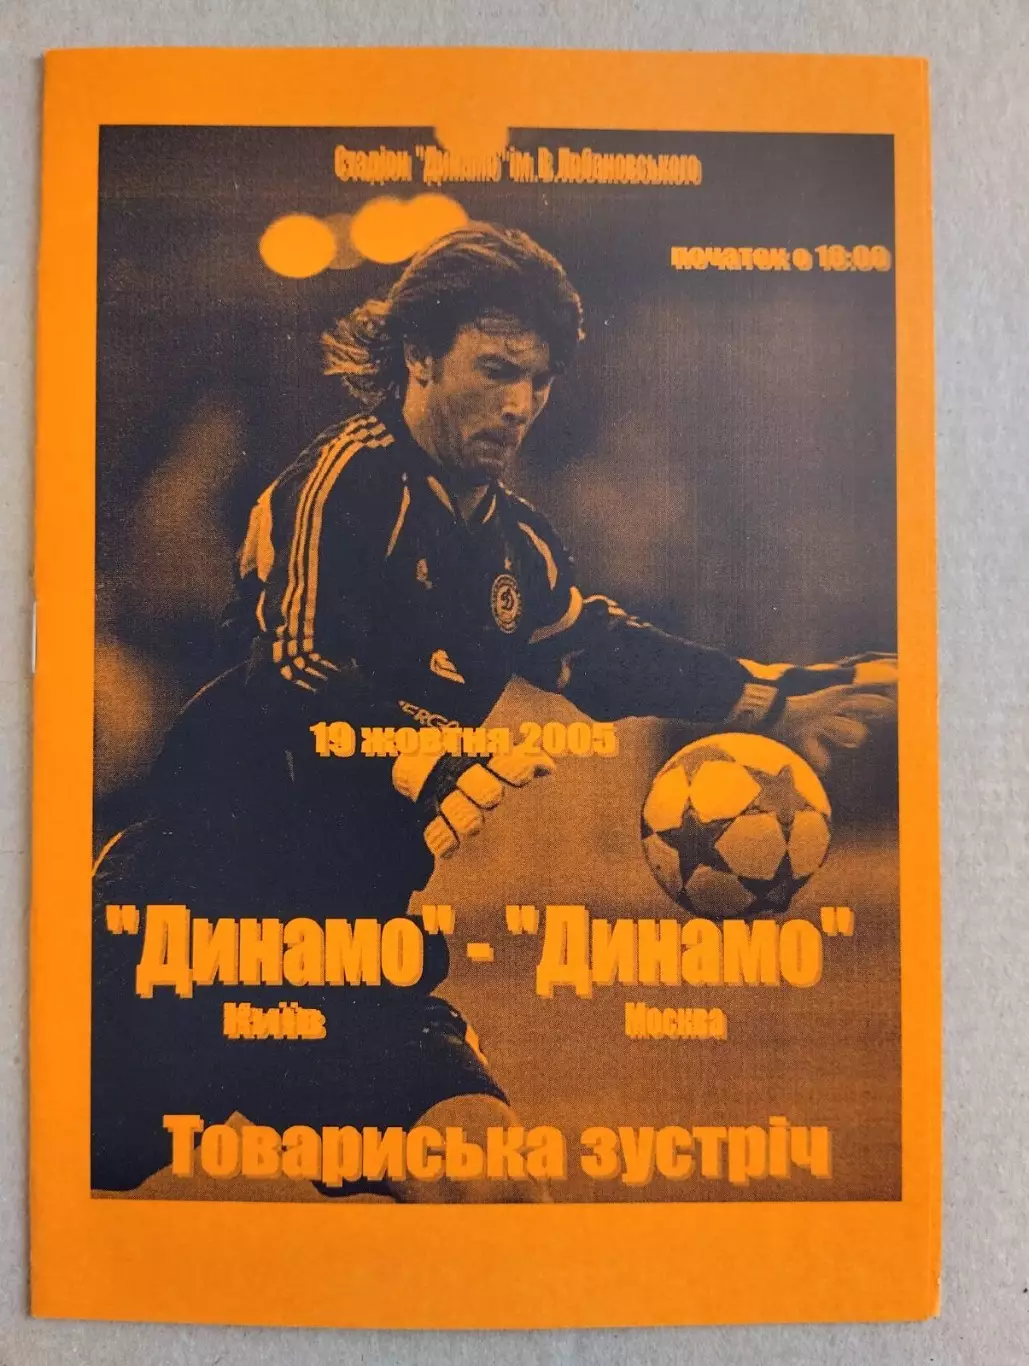 Стадіон "Динамо" ім.В.Лобановського
початок о 18:00
19 жовтня 2005
"Динамо" - "Динамо"
Київ Москва
Товариська зустріч